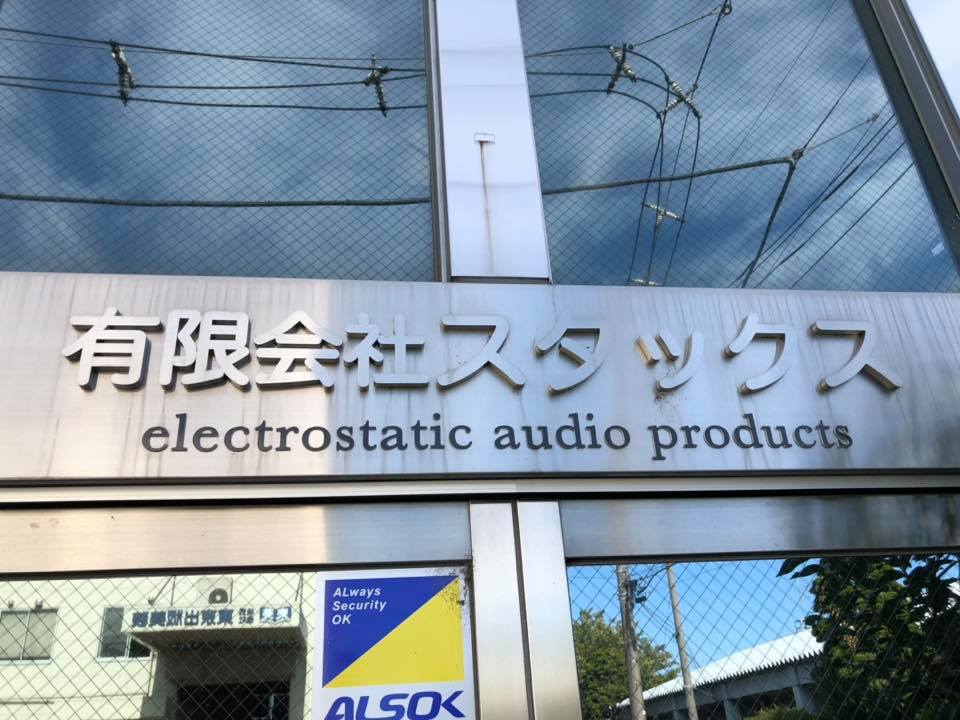 有限会社スタックス
electrostatic audio products
ALways
Security
OK
ALSOK